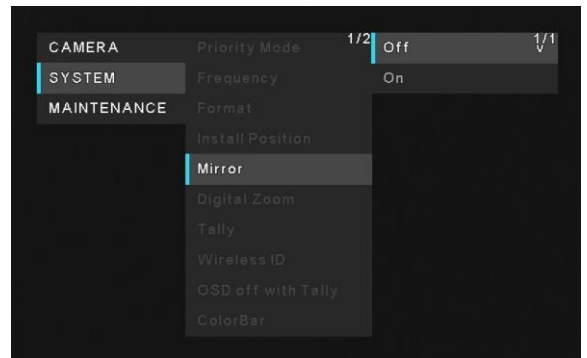 CAMERA
SYSTEM
MAINTENANCE
Priority Mode 1/2
Frequency
Format
Install Position
Mirror
Digital Zoom
Tally
Wireless ID
OSD off with Tally
ColorBar
Off 1/1
On